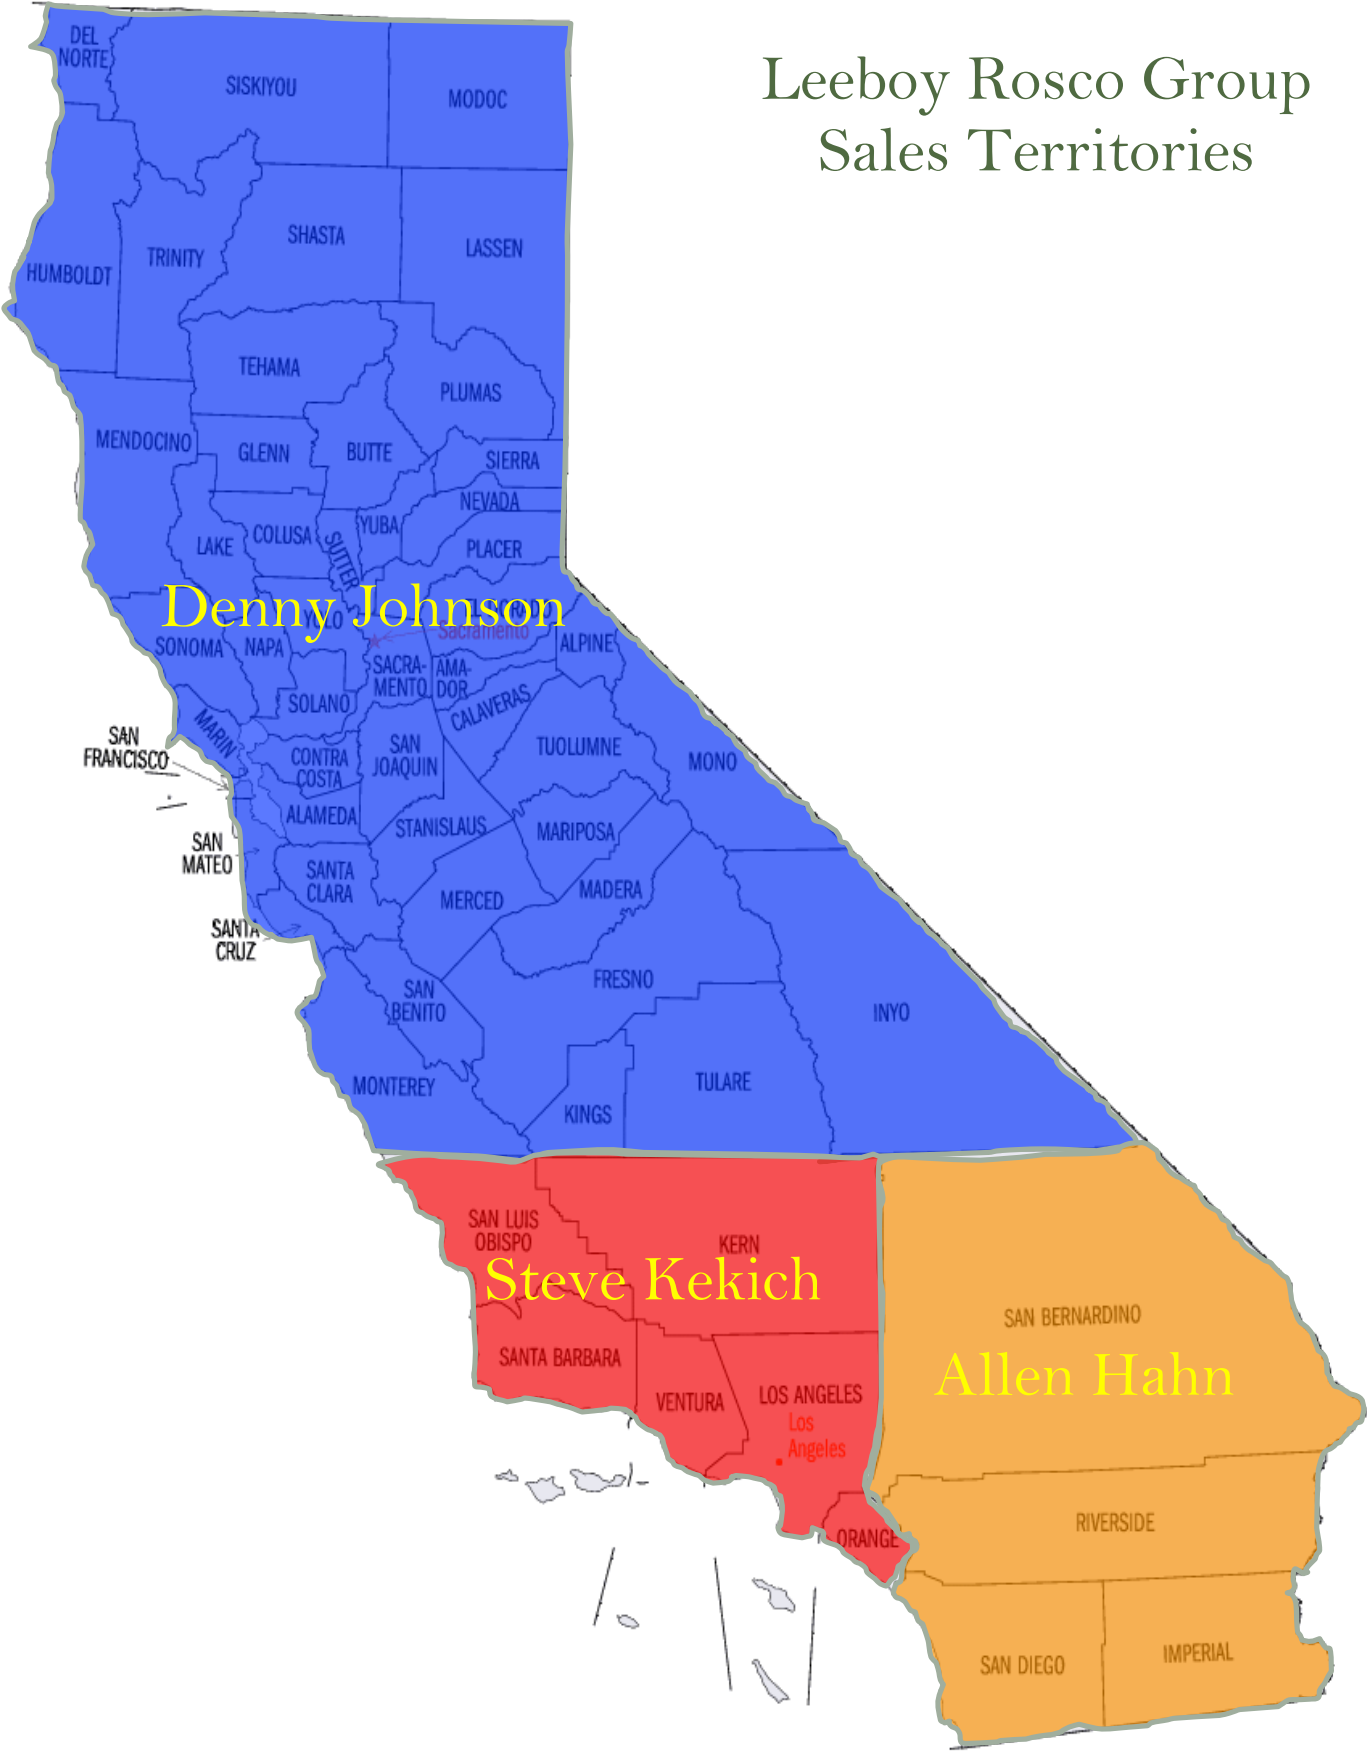 Leeboy Rosco Group
Sales Territories
DEL
NORTE
SISKIYOU
MODOC
HUMBOLDT
TRINITY
SHASTA
LASSEN
TEHAMA
PLUMAS
MENDOCINO
GLENN
BUTTE
SIERRA
NEVADA
YUBA
COLUSA
SUTTER
LAKE
PLACER
Denny Johnson
EL DORADO
YOLO
Sacramento
SONOMA
NAPA
ALPINE
SACRA-
MENTO
AMA-
DOR
SOLANO
CALAVERAS
MARIN
SAN
FRANCISCO
CONTRA
COSTA
SAN
JOAQUIN
TUOLUMNE
MONO
ALAMEDA
STANISLAUS
MARIPOSA
SAN
MATEO
SANTA
CLARA
MERCED
MADERA
SANTA
CRUZ
FRESNO
SAN
BENITO
INYO
MONTEREY
KINGS
TULARE
SAN LUIS
OBISPO
KERN
Steve Kekich
SAN BERNARDINO
SANTA BARBARA
Allen Hahn
VENTURA
LOS ANGELES
Los
Angeles
ORANGE
RIVERSIDE
SAN DIEGO
IMPERIAL